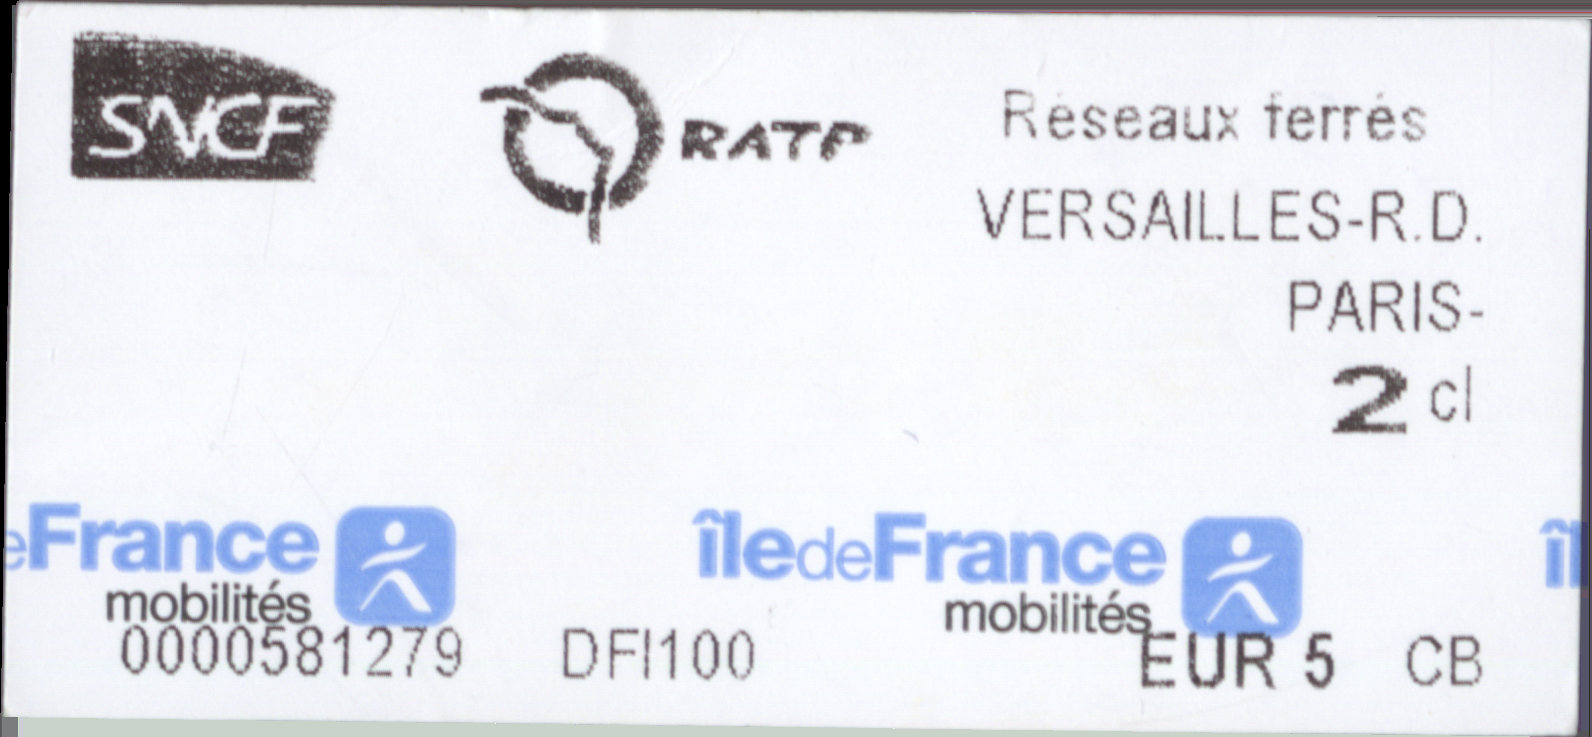 SNCF
RATP
Réseaux ferrés
VERSAILLES-R.D.
PARIS-
2 cl
eFrance
mobilités
îledeFrance
mobilités
îl
0000581279 DFI100 EUR 5 CB